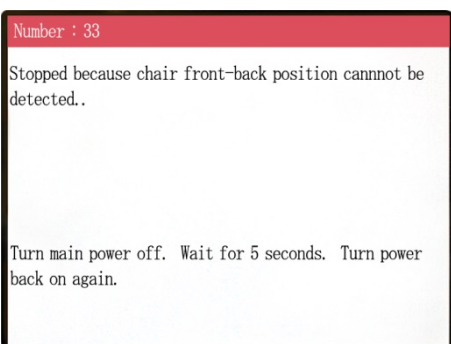 Number : 33
Stopped because chair front-back position cannnot be
detected..
Turn main power off. Wait for 5 seconds. Turn power
back on again.